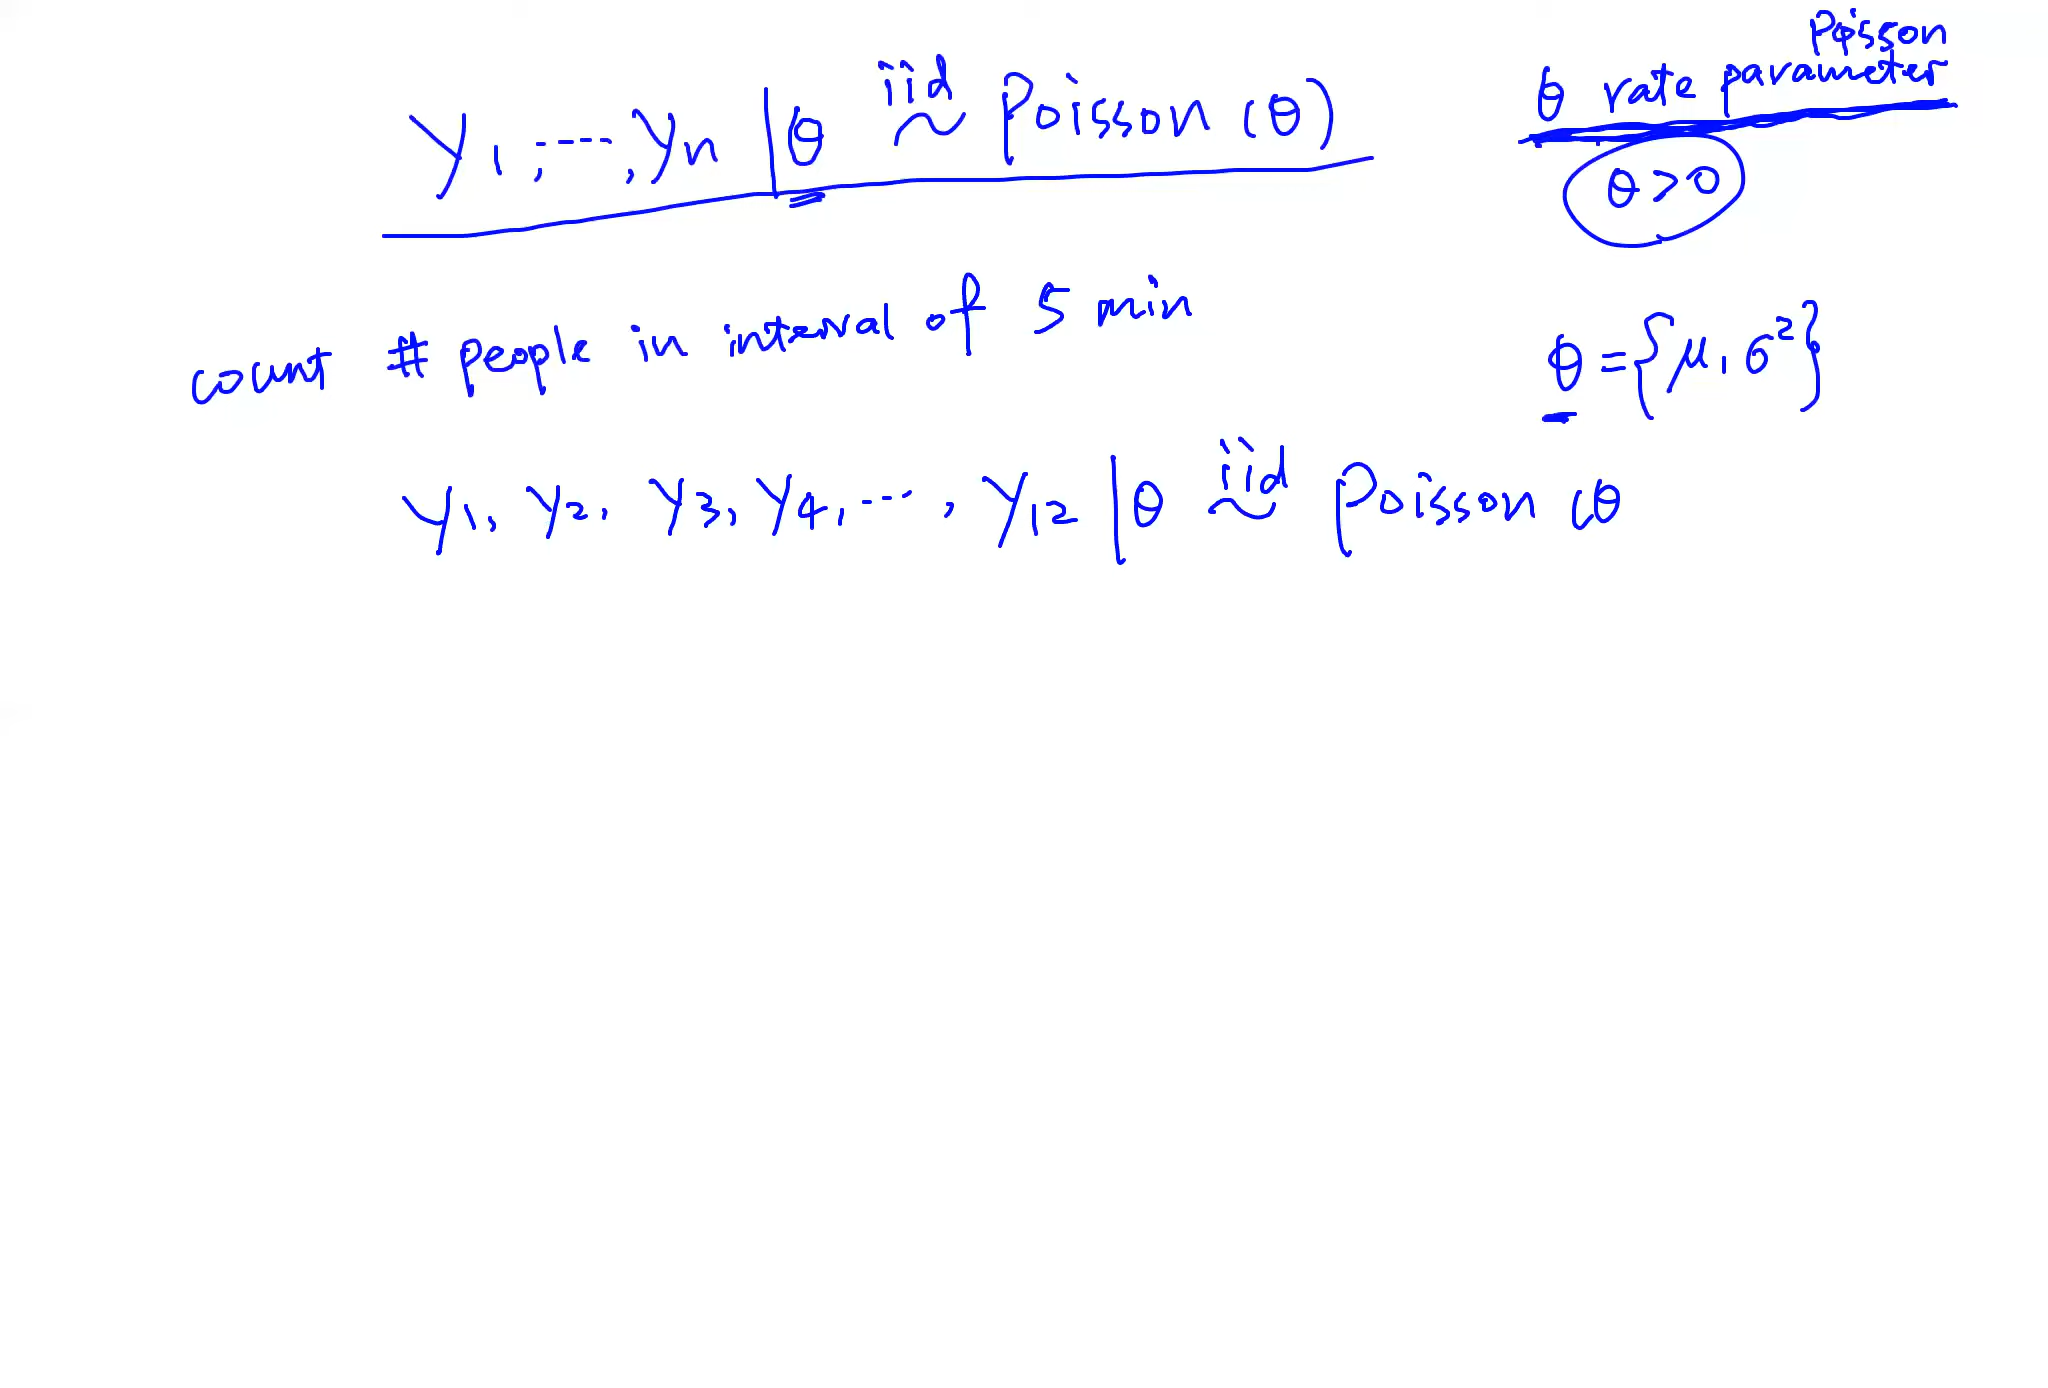 Y1, ..., Yn | θ iid ~ Poisson (θ)
Poisson
θ rate parameter
θ > 0
count # people in interval of 5 min
θ = {μ, σ²}
Y1, Y2, Y3, Y4, ..., Y12 | θ iid ~ Poisson (θ